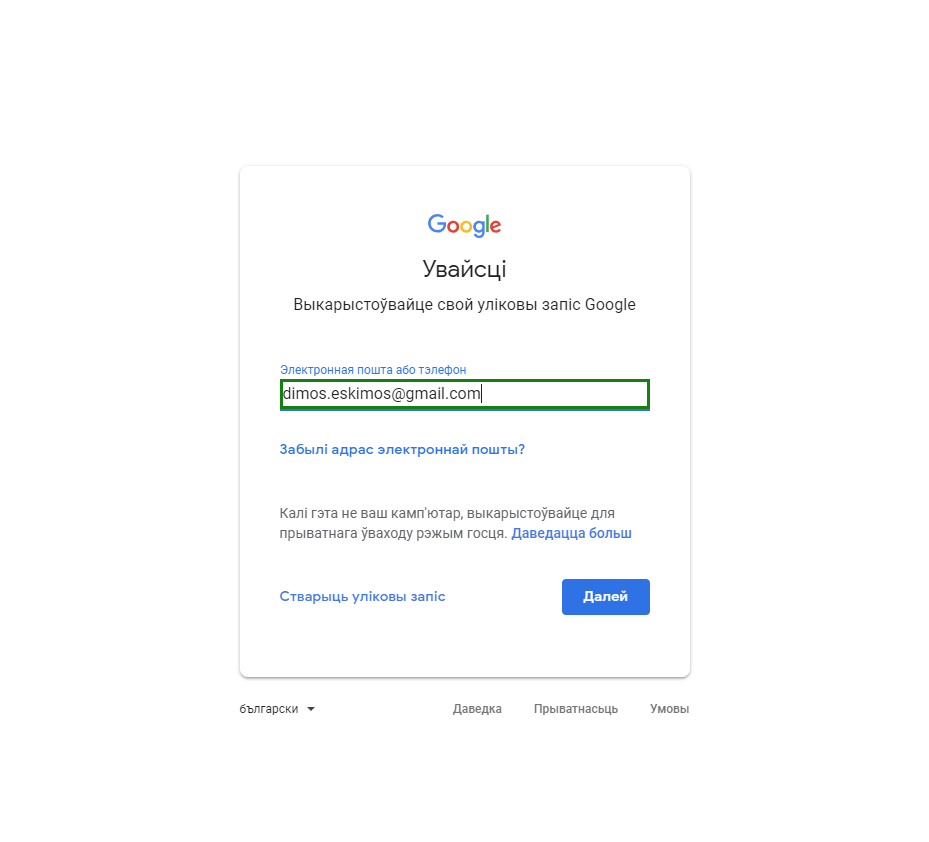 Google
Увайсці
Выкарыстоўвайце свой уліковы запіс Google
Электронная пошта або тэлефон
dimos.eskimos@gmail.com
Забылі адрас электроннай пошты?
Калі гэта не ваш камп'ютар, выкарыстоўвайце для
прыватнага ўваходу рэжым госця. Даведацца больш
Стварыць уліковы запіс
Далей
български
Даведка
Прыватнасьць
Умовы